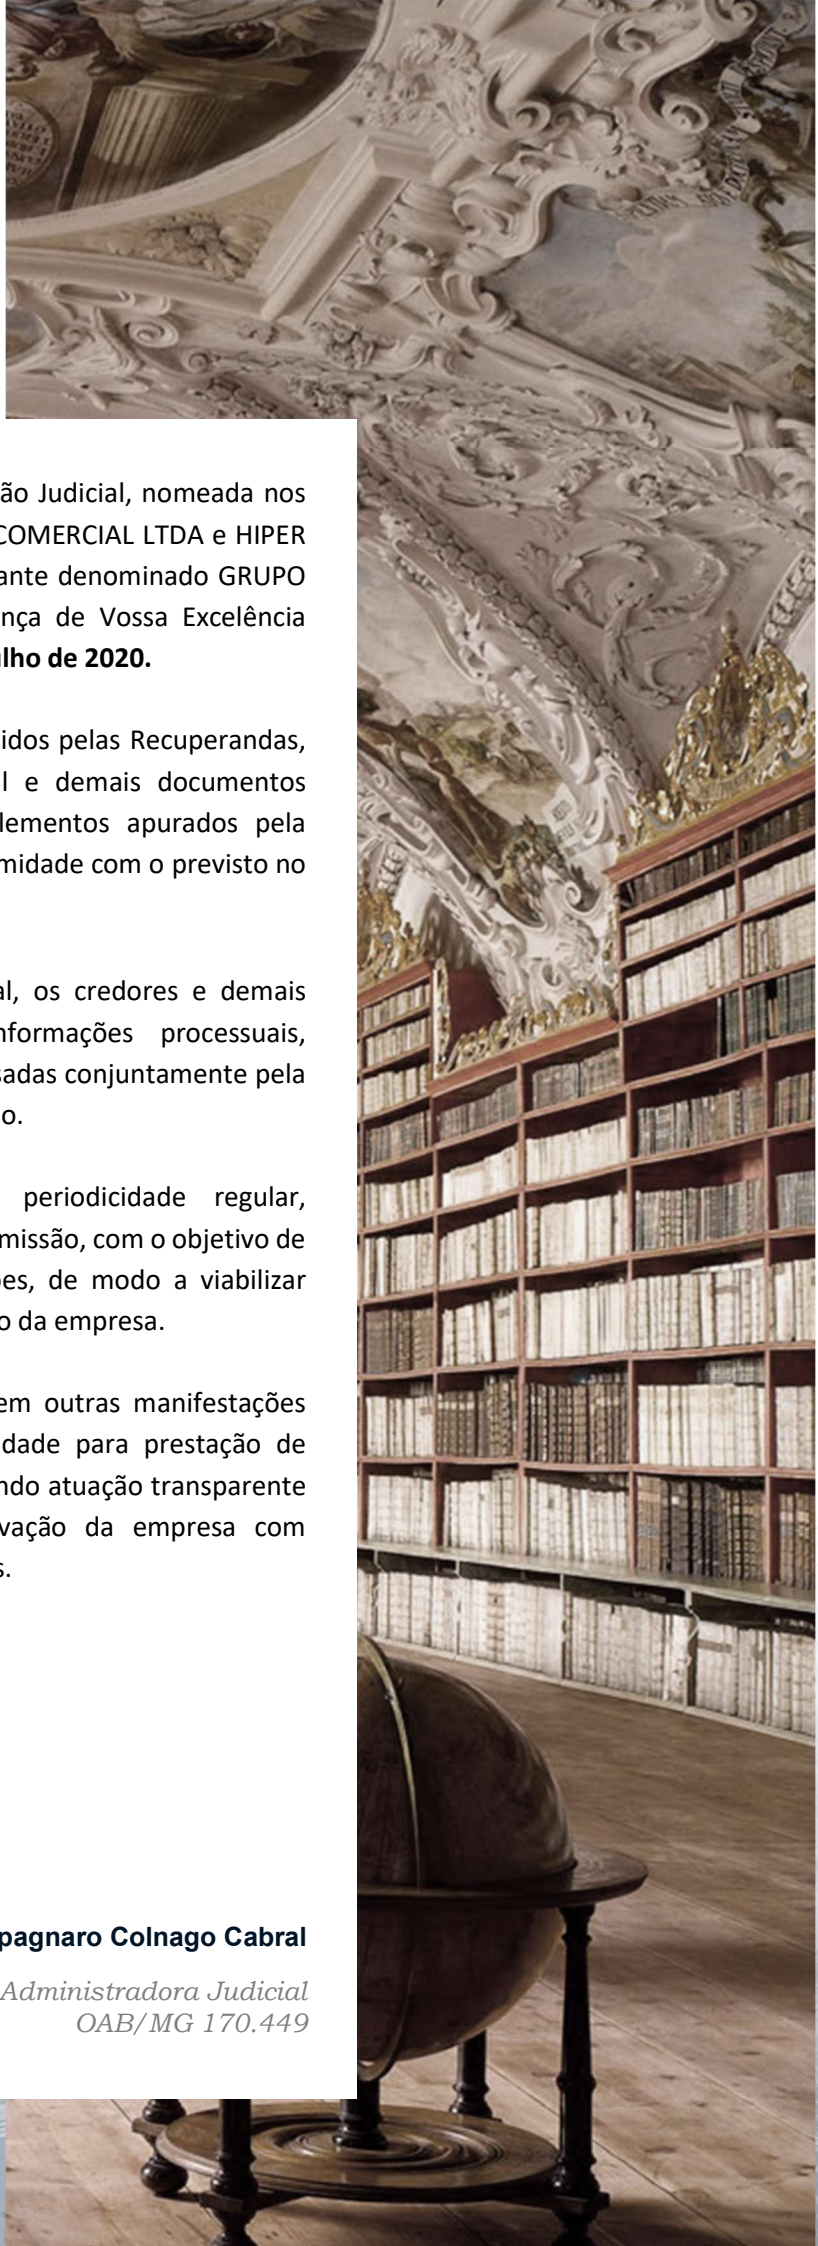 ão Judicial, nomeada nos
COMERCIAL LTDA e HIPER
ante denominado GRUPO
nça de Vossa Excelência
ulho de 2020.
idos pelas Recuperandas,
l e demais documentos
lementos apurados pela
midade com o previsto no
al, os credores e demais
nformações processuais,
sadas conjuntamente pela
o.
periodicidade regular,
missão, com o objetivo de
ões, de modo a viabilizar
o da empresa.
em outras manifestações
dade para prestação de
ndo atuação transparente
vação da empresa com
s.
pagnaro Colnago Cabral
Administradora Judicial
OAB/MG 170.449